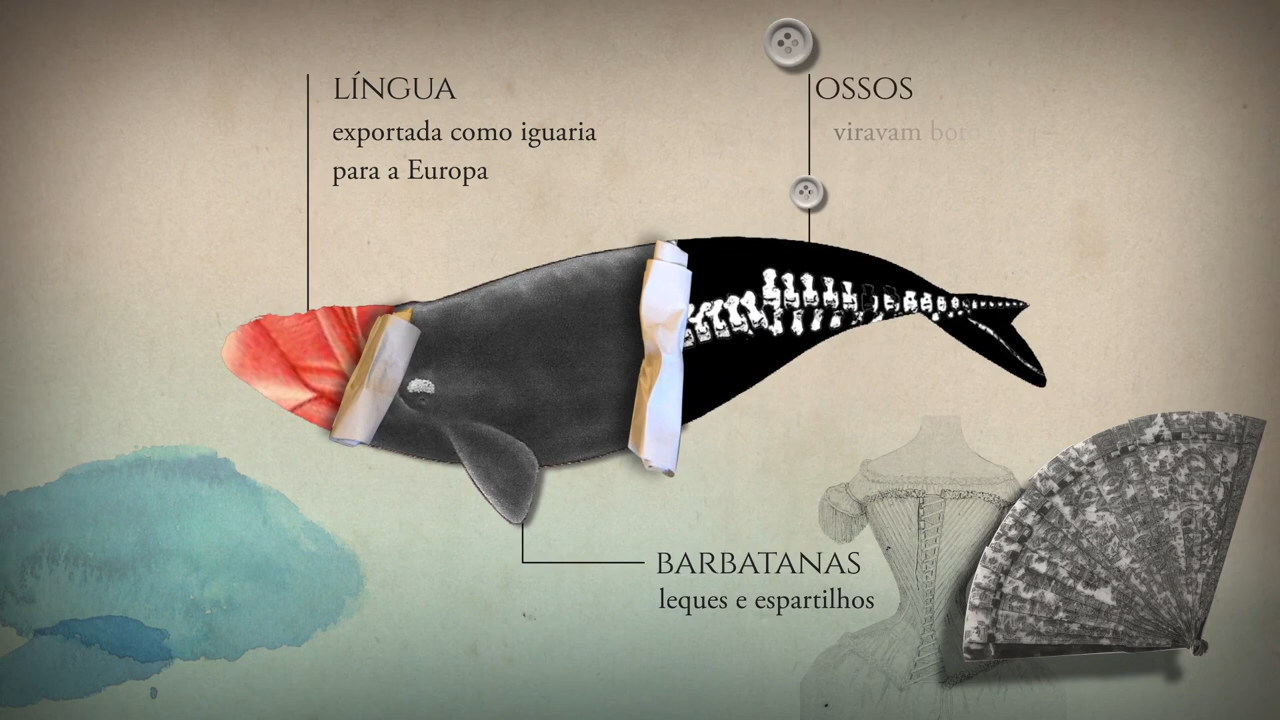 LÍNGUA
exportada como iguaria
para a Europa
OSSOS
viravam
BARBATANAS
leques e espartilhos